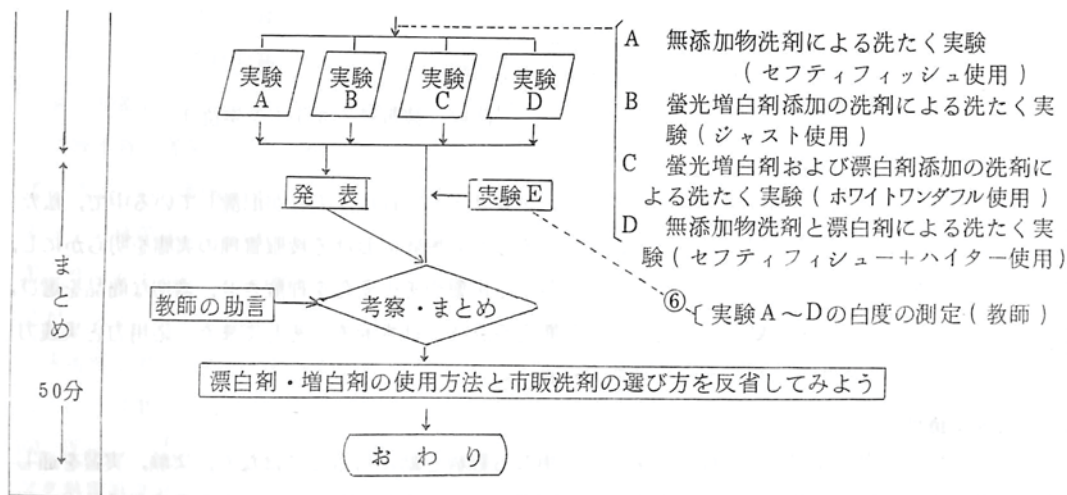 実験
A
実験
B
実験
C
実験
D
A 無添加物洗剤による洗たく実験
(セフティフィッシュ使用)
B 螢光増白剤添加の洗剤による洗たく実
験(ジャスト使用)
C 螢光増白剤および漂白剤添加の洗剤に
よる洗たく実験(ホワイトワンダフル使用)
D 無添加物洗剤と漂白剤による洗たく実
験(セフティフィシュー+ハイター使用)
発 表
実験E
⑥
実験A～Dの白度の測定(教師)
まとめ
50分
教師の助言
考察・まとめ
漂白剤・増白剤の使用方法と市販洗剤の選び方を反省してみよう
おわり